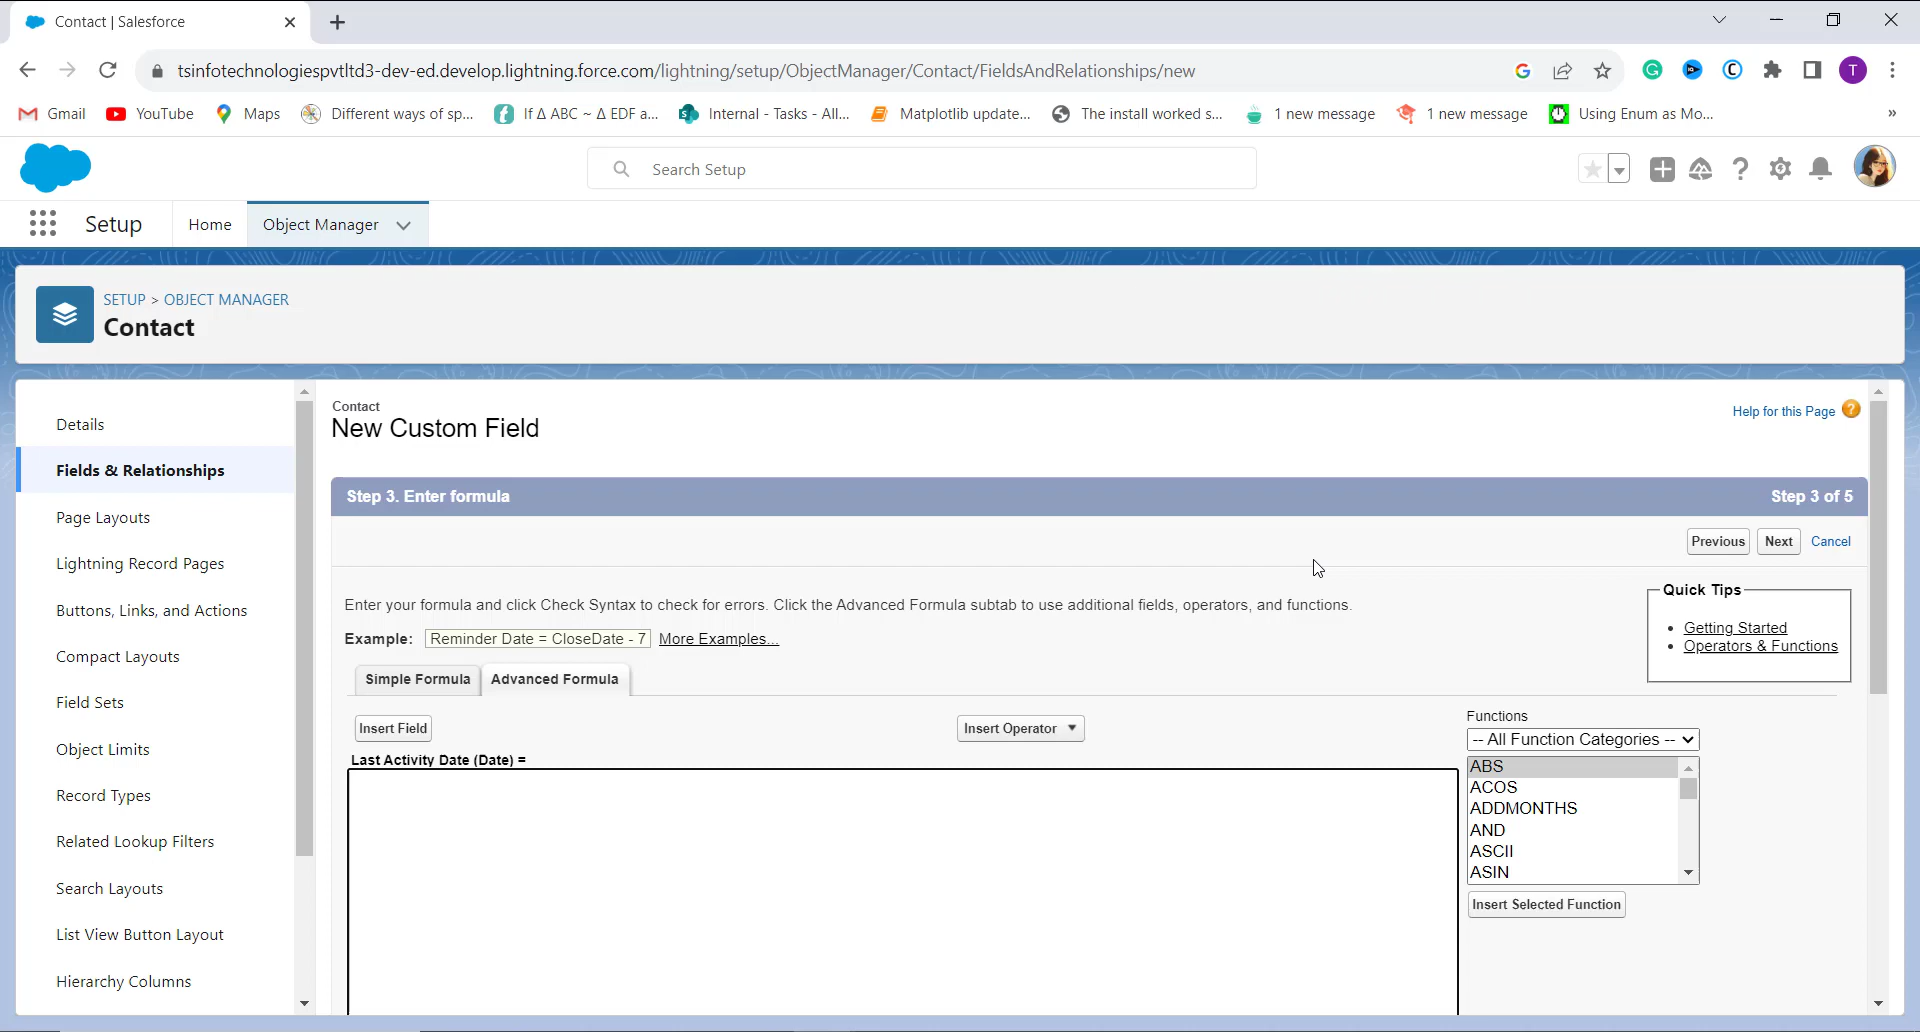 Contact | Salesforce
tsinfotechnologiespvtltd3-dev-ed.develop.lightning.force.com/lightning/setup/ObjectManager/Contact/FieldsAndRelationships/new
T
Gmail
YouTube
Maps
Different ways of sp...
If Δ ABC ~ Δ EDF a...
Internal - Tasks - All...
Matplotlib update...
The install worked s...
1 new message
1 new message
Using Enum as Mo...
»
Search Setup
Setup
Home
Object Manager
SETUP > OBJECT MANAGER
Contact
Details
Fields & Relationships
Page Layouts
Lightning Record Pages
Buttons, Links, and Actions
Compact Layouts
Field Sets
Object Limits
Record Types
Related Lookup Filters
Search Layouts
List View Button Layout
Hierarchy Columns
Contact
New Custom Field
Help for this Page
Step 3. Enter formula
Step 3 of 5
Previous
Next
Cancel
Enter your formula and click Check Syntax to check for errors. Click the Advanced Formula subtab to use additional fields, operators, and functions.
Example: Reminder Date = CloseDate - 7 More Examples...
Quick Tips
• Getting Started
• Operators & Functions
Simple Formula
Advanced Formula
Insert Field
Insert Operator
Last Activity Date (Date) =
Functions
-- All Function Categories --
ABS
ACOS
ADDMONTHS
AND
ASCII
ASIN
Insert Selected Function